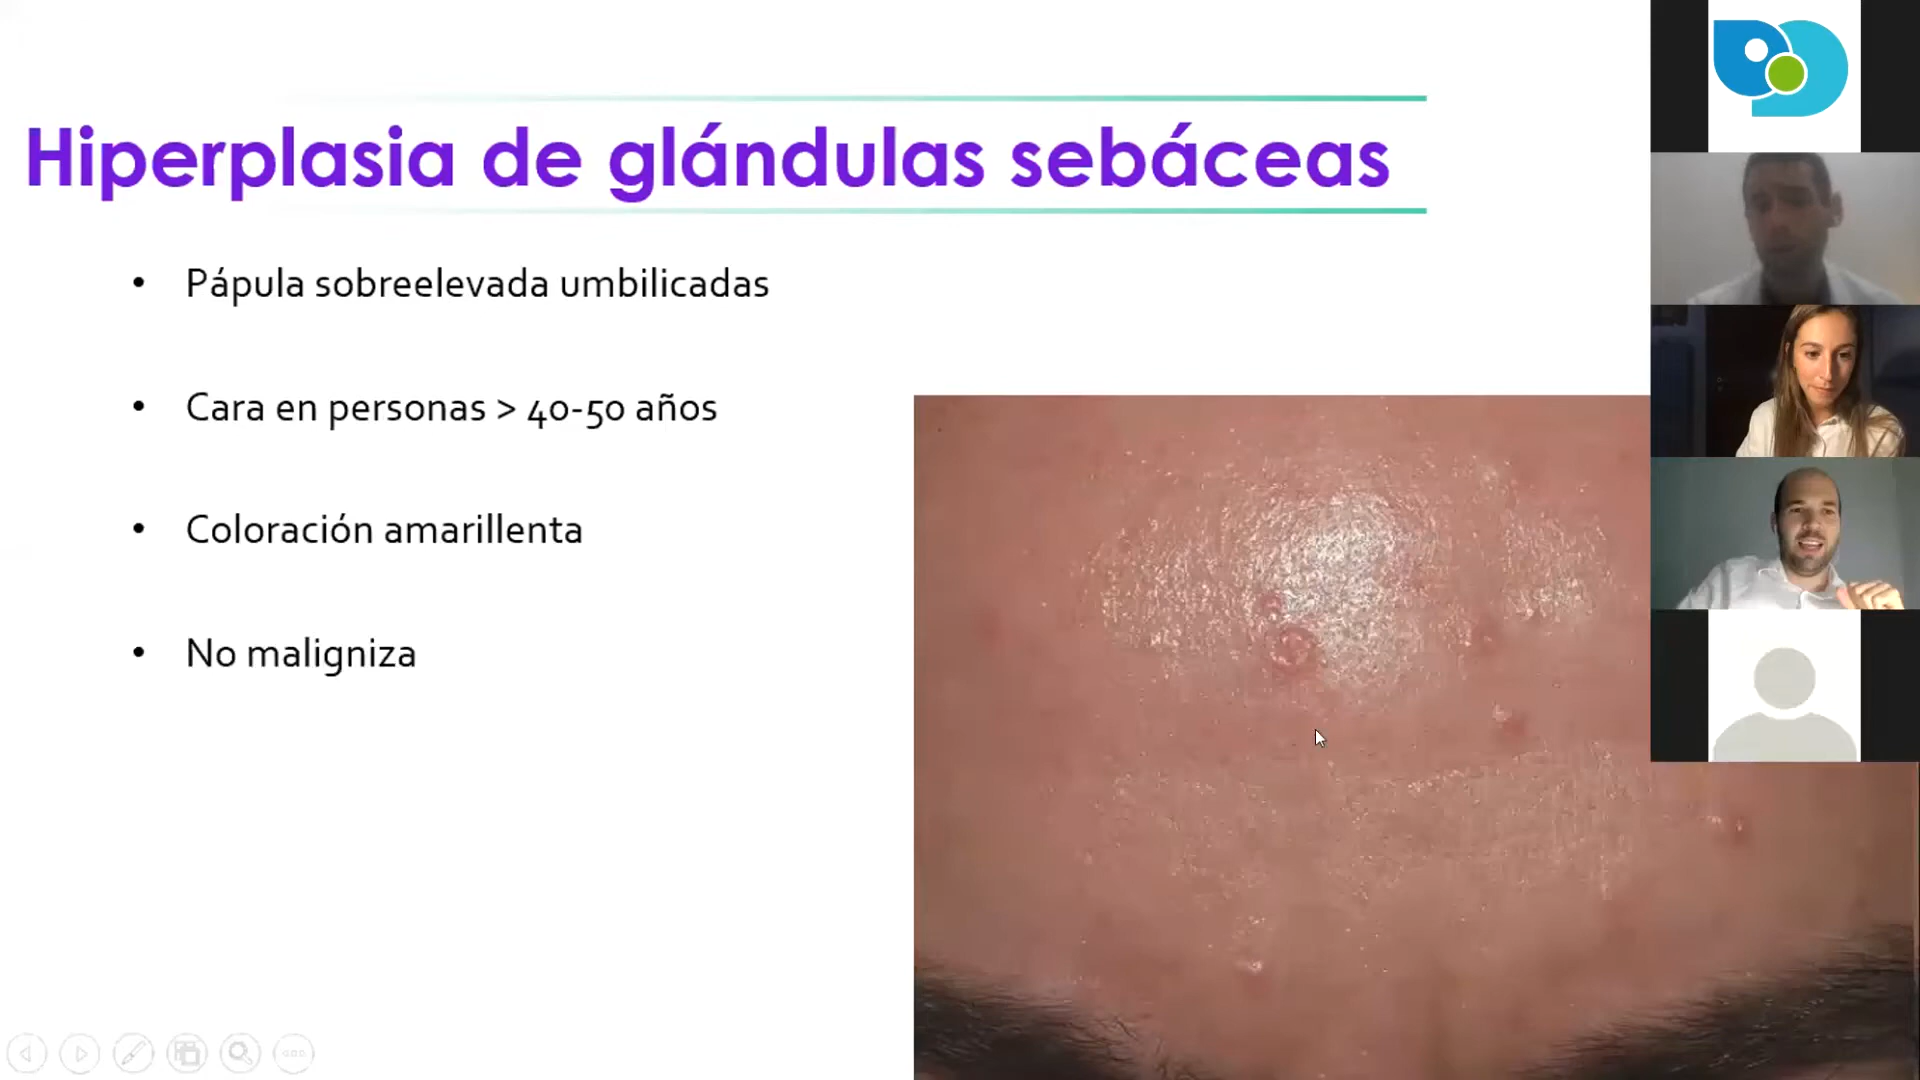 Hiperplasia de glándulas sebáceas
• Pápula sobreelevada umbilicadas
• Cara en personas > 40-50 años
• Coloración amarillenta
• No maligniza